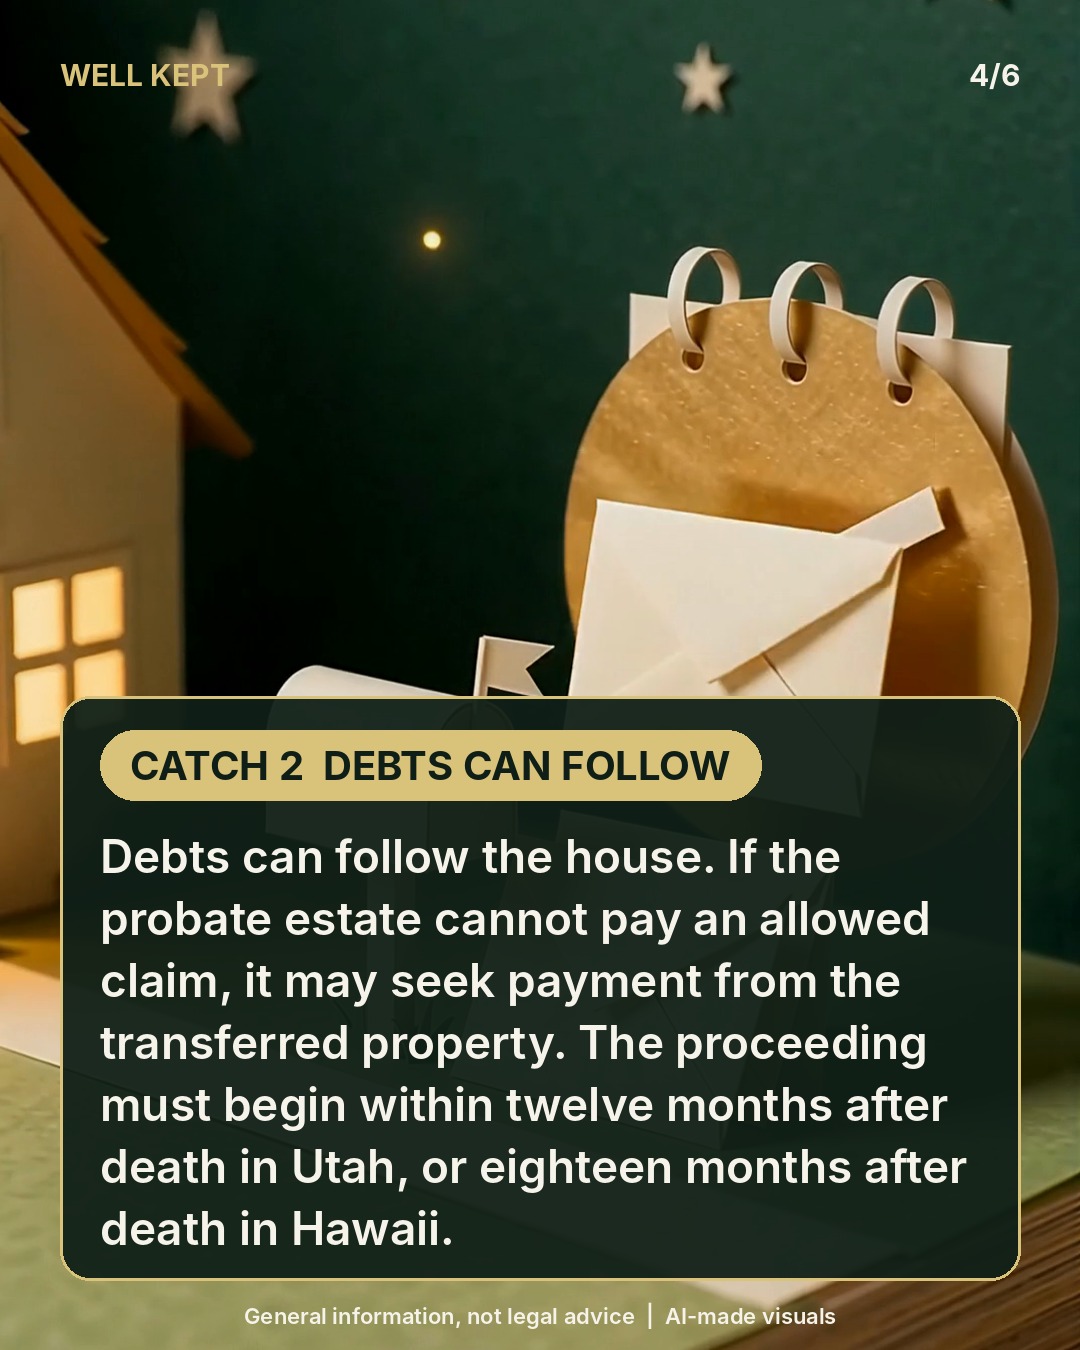 WELL KEPT
4/6
CATCH 2 DEBTS CAN FOLLOW
Debts can follow the house. If the
probate estate cannot pay an allowed
claim, it may seek payment from the
transferred property. The proceeding
must begin within twelve months after
death in Utah, or eighteen months after
death in Hawaii.
General information, not legal advice | AI-made visuals